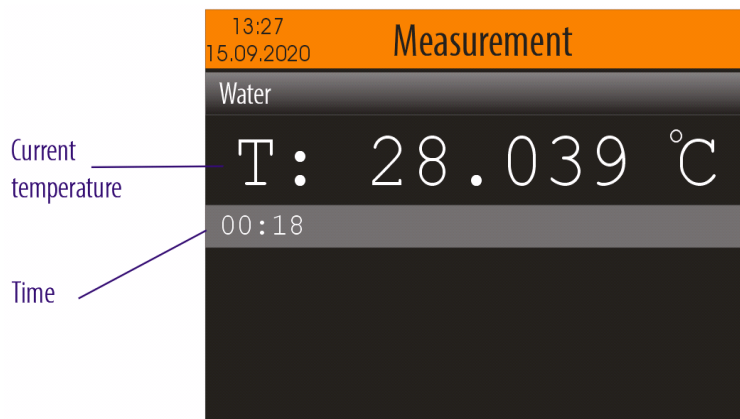 13:27
15.09.2020
Measurement
Water
Current
temperature
T: 28.039 °C
00:18
Time